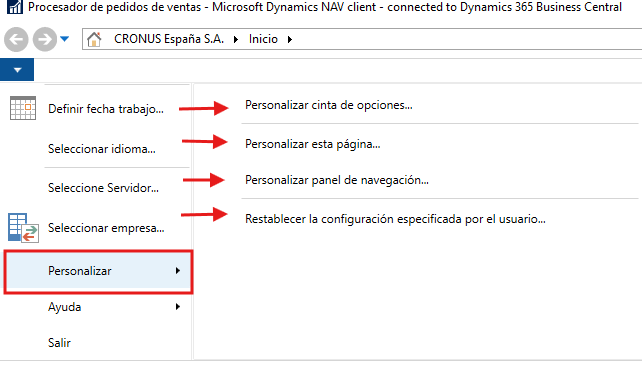 Procesador de pedidos de ventas - Microsoft Dynamics NAV client - connected to Dynamics 365 Business Central
CRONUS España S.A. Inicio
Definir fecha trabajo...
Seleccionar idioma...
Seleccione Servidor...
Seleccionar empresa...
Personalizar
Ayuda
Salir
Personalizar cinta de opciones...
Personalizar esta página...
Personalizar panel de navegación...
Restablecer la configuración especificada por el usuario...